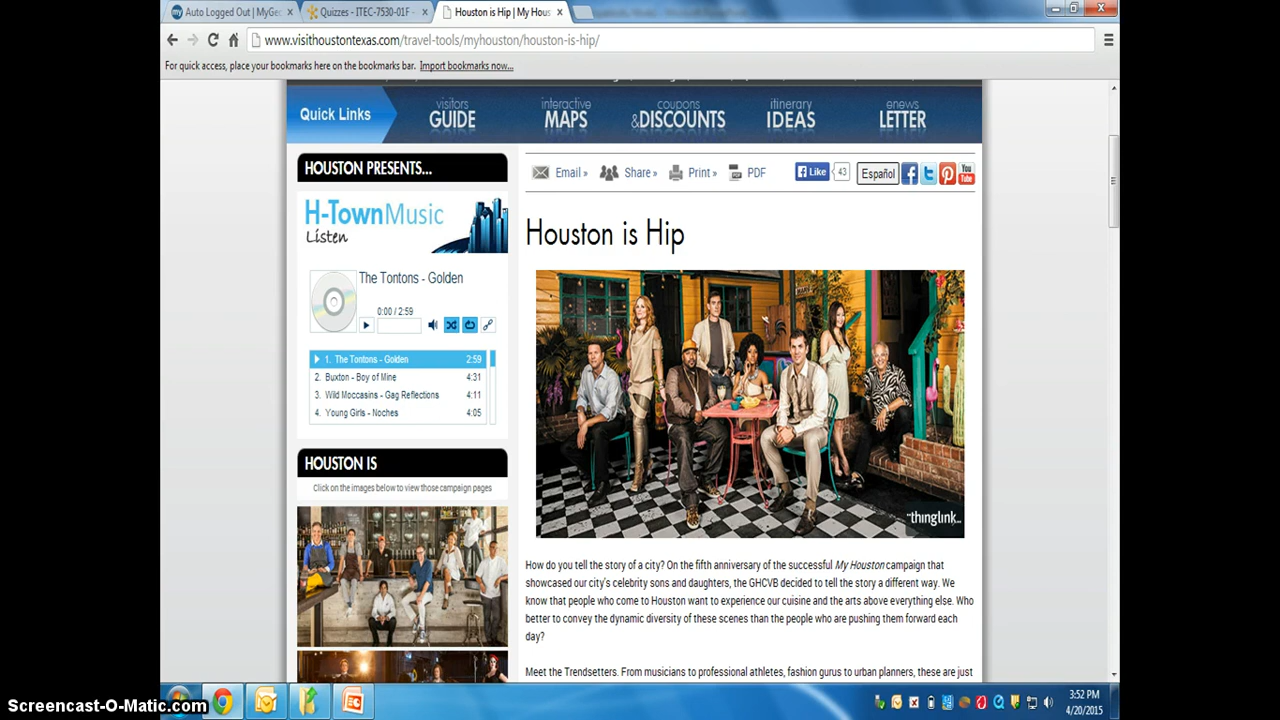 Auto Logged Out | MyGe
Quizzes - ITEC-7530-01F -
Houston is Hip | My Hous
www.visithoustontexas.com/travel-tools/myhouston/houston-is-hip/
For quick access, place your bookmarks here on the bookmarks bar. Import bookmarks now...
Quick Links
visitors GUIDE
interactive MAPS
coupons &DISCOUNTS
itinerary IDEAS
enews LETTER
HOUSTON PRESENTS...
H-TownMusic
Listen
The Tontons - Golden
0:00 / 2:59
1. The Tontons - Golden 2:59
2. Buxton - Boy of Mine 4:31
3. Wild Moccasins - Gag Reflections 4:11
4. Young Girls - Noches 4:05
HOUSTON IS
Click on the images below to view those campaign pages
Email » Share » Print » PDF Like 43 Español You Tube
Houston is Hip
thinglink...
How do you tell the story of a city? On the fifth anniversary of the successful My Houston campaign that
showcased our city's celebrity sons and daughters, the GHCVB decided to tell the story a different way. We
know that people who come to Houston want to experience our cuisine and the arts above everything else. Who
better to convey the dynamic diversity of these scenes than the people who are pushing them forward each
day?
Meet the Trendsetters. From musicians to professional athletes, fashion gurus to urban planners, these are just
Screencast-O-Matic.com
3:52 PM
4/20/2015